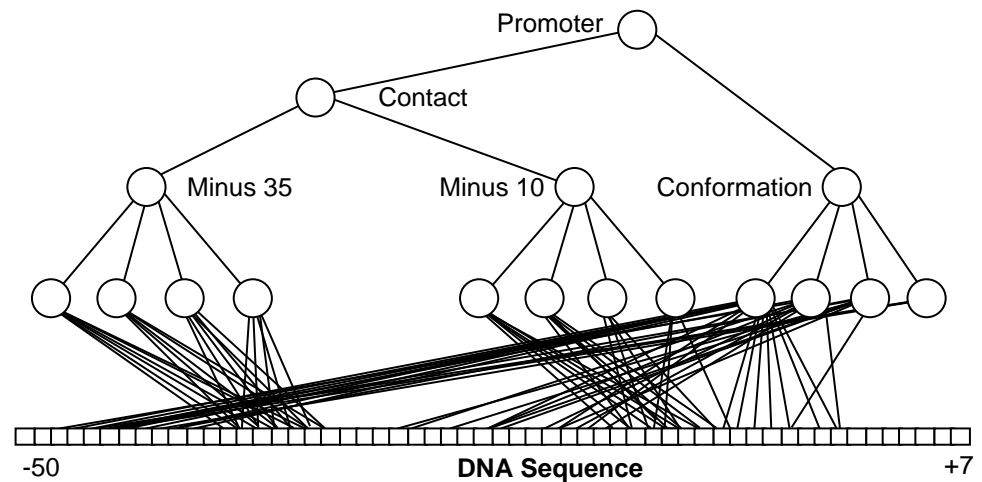 Promoter
Contact
Minus 35
Minus 10
Conformation
-50
DNA Sequence
+7